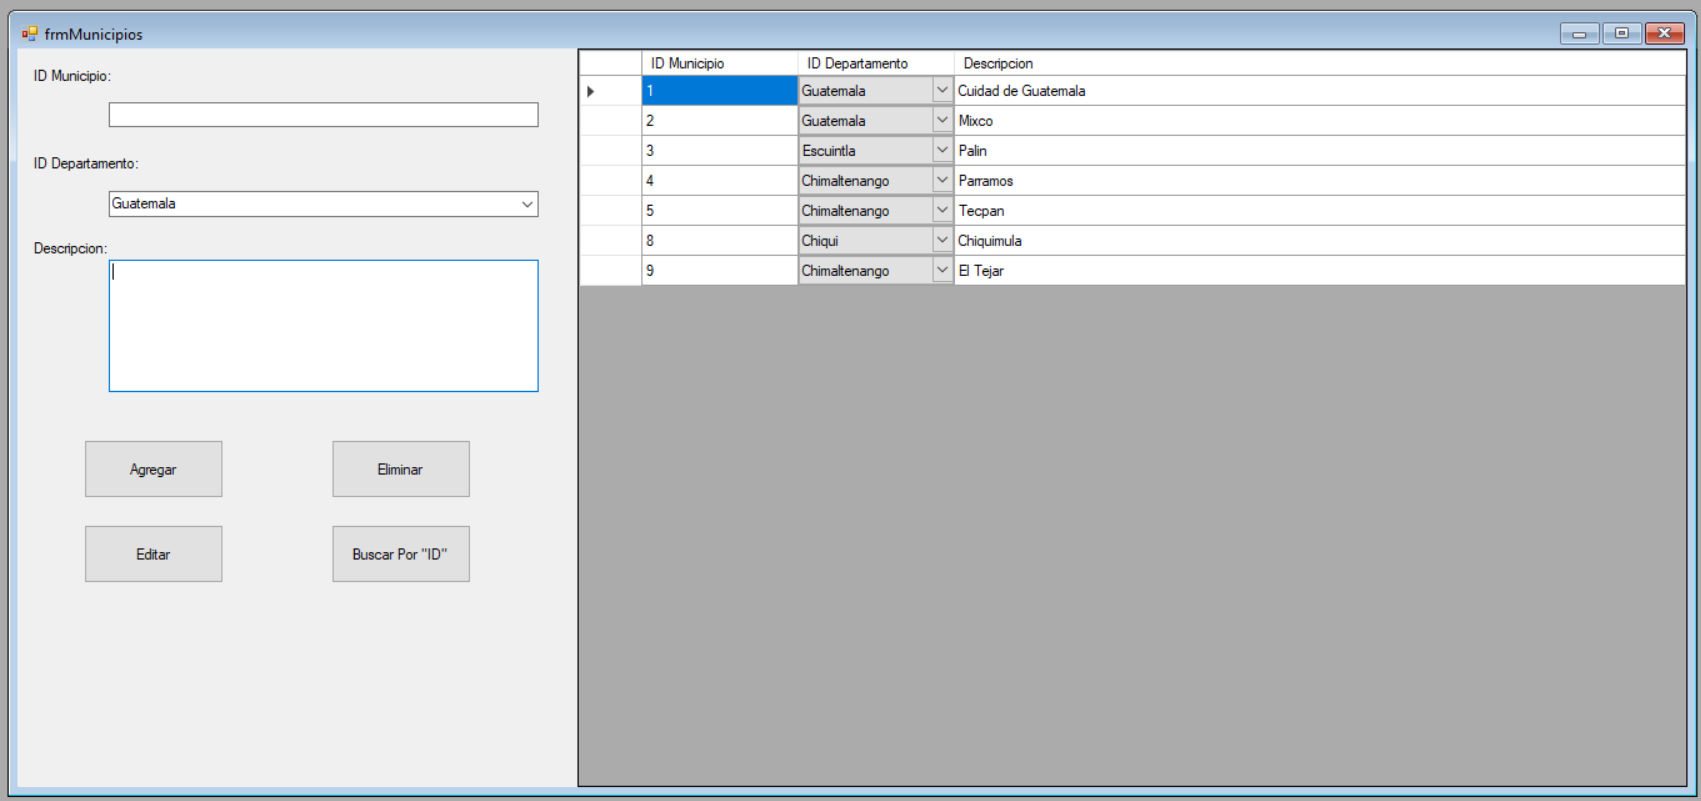 frmMunicipios
ID Municipio:
ID Departamento:
Guatemala
Descripcion:
Agregar Eliminar
Editar Buscar Por "ID"
ID Municipio ID Departamento Descripcion
1 Guatemala Cuidad de Guatemala
2 Guatemala Mixco
3 Escuintla Palin
4 Chimaltenango Parramos
5 Chimaltenango Tecpan
8 Chiqui Chiquimula
9 Chimaltenango El Tejar